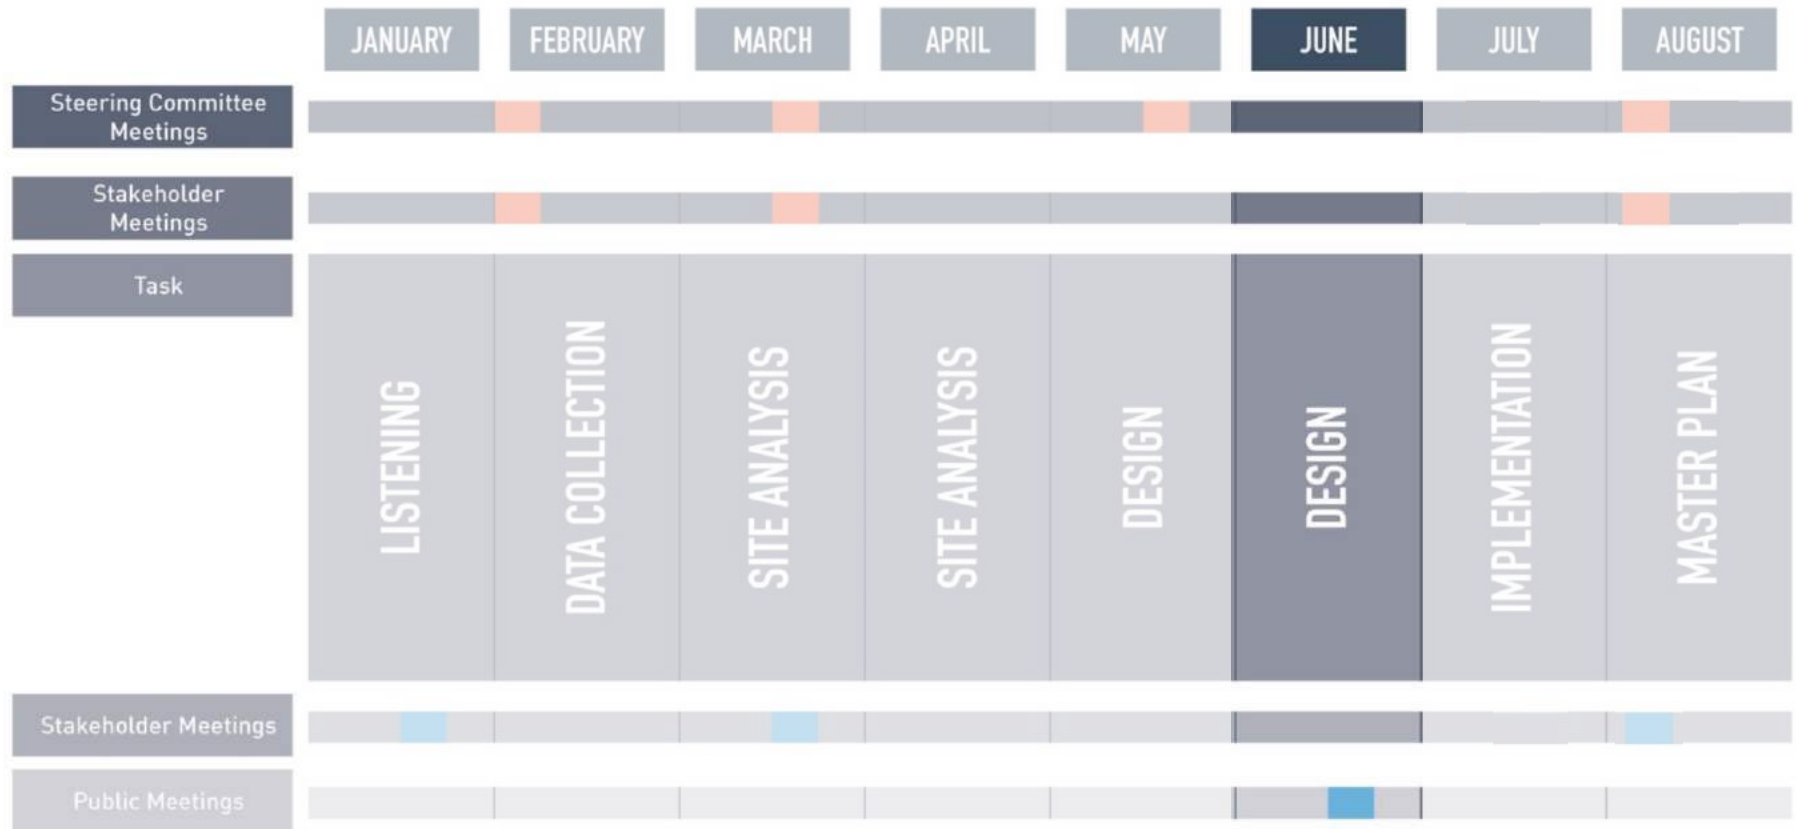 JANUARY FEBRUARY MARCH APRIL MAY JUNE JULY AUGUST
Steering Committee
Meetings
Stakeholder
Meetings
Task
LISTENING
DATA COLLECTION
SITE ANALYSIS
SITE ANALYSIS
DESIGN
DESIGN
IMPLEMENTATION
MASTER PLAN
Stakeholder Meetings
Public Meetings